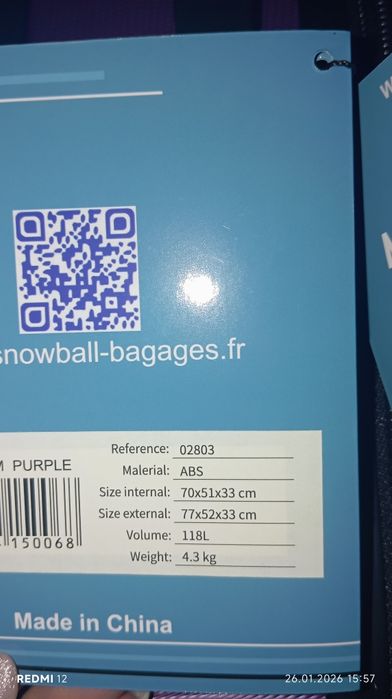 snowball-bagages.fr
M PURPLE
150068
Reference: 02803
Malerial: ABS
Size internal: 70x51x33 cm
Size external: 77x52x33 cm
Volume: 118L
Weight: 4.3 kg
Made in China
REDMI 12
26.01.2026 15:57